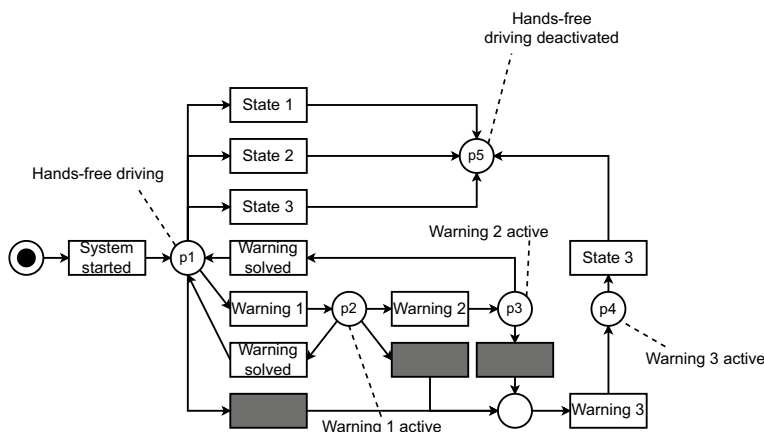 Hands-free
driving deactivated
State 1
State 2
p5
Hands-free driving
State 3
Warning 2 active
System
started
p1
Warning
solved
State 3
Warning 1
p2
Warning 2
p3
p4
Warning
solved
Warning 3 active
Warning 3
Warning 1 active